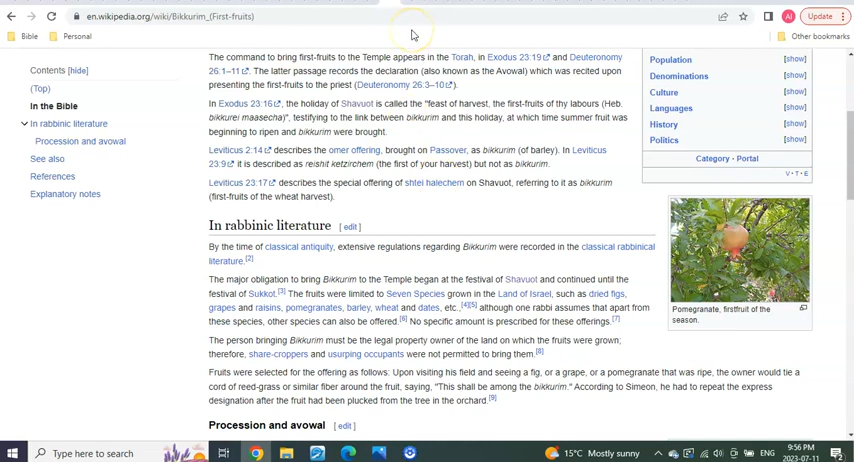 en.wikipedia.org/wiki/Bikkurim_(First-fruits)
AI
Update
Bible
Personal
Other bookmarks
Contents [hide]
(Top)
In the Bible
In rabbinic literature
Procession and avowal
See also
References
Explanatory notes
The command to bring first-fruits to the Temple appears in the Torah, in Exodus 23:19 and Deuteronomy
26:1–11. The latter passage records the declaration (also known as the Avowal) which was recited upon
presenting the first-fruits to the priest (Deuteronomy 26:3–10).
In Exodus 23:16, the holiday of Shavuot is called the "feast of harvest, the first-fruits of thy labours (Heb.
bikkurei maasecha)", testifying to the link between bikkurim and this holiday, at which time summer fruit was
beginning to ripen and bikkurim were brought.
Leviticus 2:14 describes the omer offering, brought on Passover, as bikkurim (of barley). In Leviticus
23:9 it is described as reishit ketzirchem (the first of your harvest) but not as bikkurim.
Leviticus 23:17 describes the special offering of shtei halechem on Shavuot, referring to it as bikkurim
(first-fruits of the wheat harvest).
In rabbinic literature [ edit ]
By the time of classical antiquity, extensive regulations regarding Bikkurim were recorded in the classical rabbinical
literature.[2]
The major obligation to bring Bikkurim to the Temple began at the festival of Shavuot and continued until the
festival of Sukkot.[3] The fruits were limited to Seven Species grown in the Land of Israel, such as dried figs,
grapes and raisins, pomegranates, barley, wheat and dates, etc.,[4][5] although one rabbi assumes that apart from
these species, other species can also be offered.[6] No specific amount is prescribed for these offerings.[7]
The person bringing Bikkurim must be the legal property owner of the land on which the fruits were grown;
therefore, share-croppers and usurping occupants were not permitted to bring them.[8]
Fruits were selected for the offering as follows: Upon visiting his field and seeing a fig, or a grape, or a pomegranate that was ripe, the owner would tie a
cord of reed-grass or similar fiber around the fruit, saying, "This shall be among the bikkurim." According to Simeon, he had to repeat the express
designation after the fruit had been plucked from the tree in the orchard.[9]
Procession and avowal [ edit ]
Population [show]
Denominations [show]
Culture [show]
Languages [show]
History [show]
Politics [show]
Category · Portal
V · T · E
Pomegranate, firstfruit of the
season.
Type here to search
15°C Mostly sunny
ENG
9:56 PM
2023-07-11
2